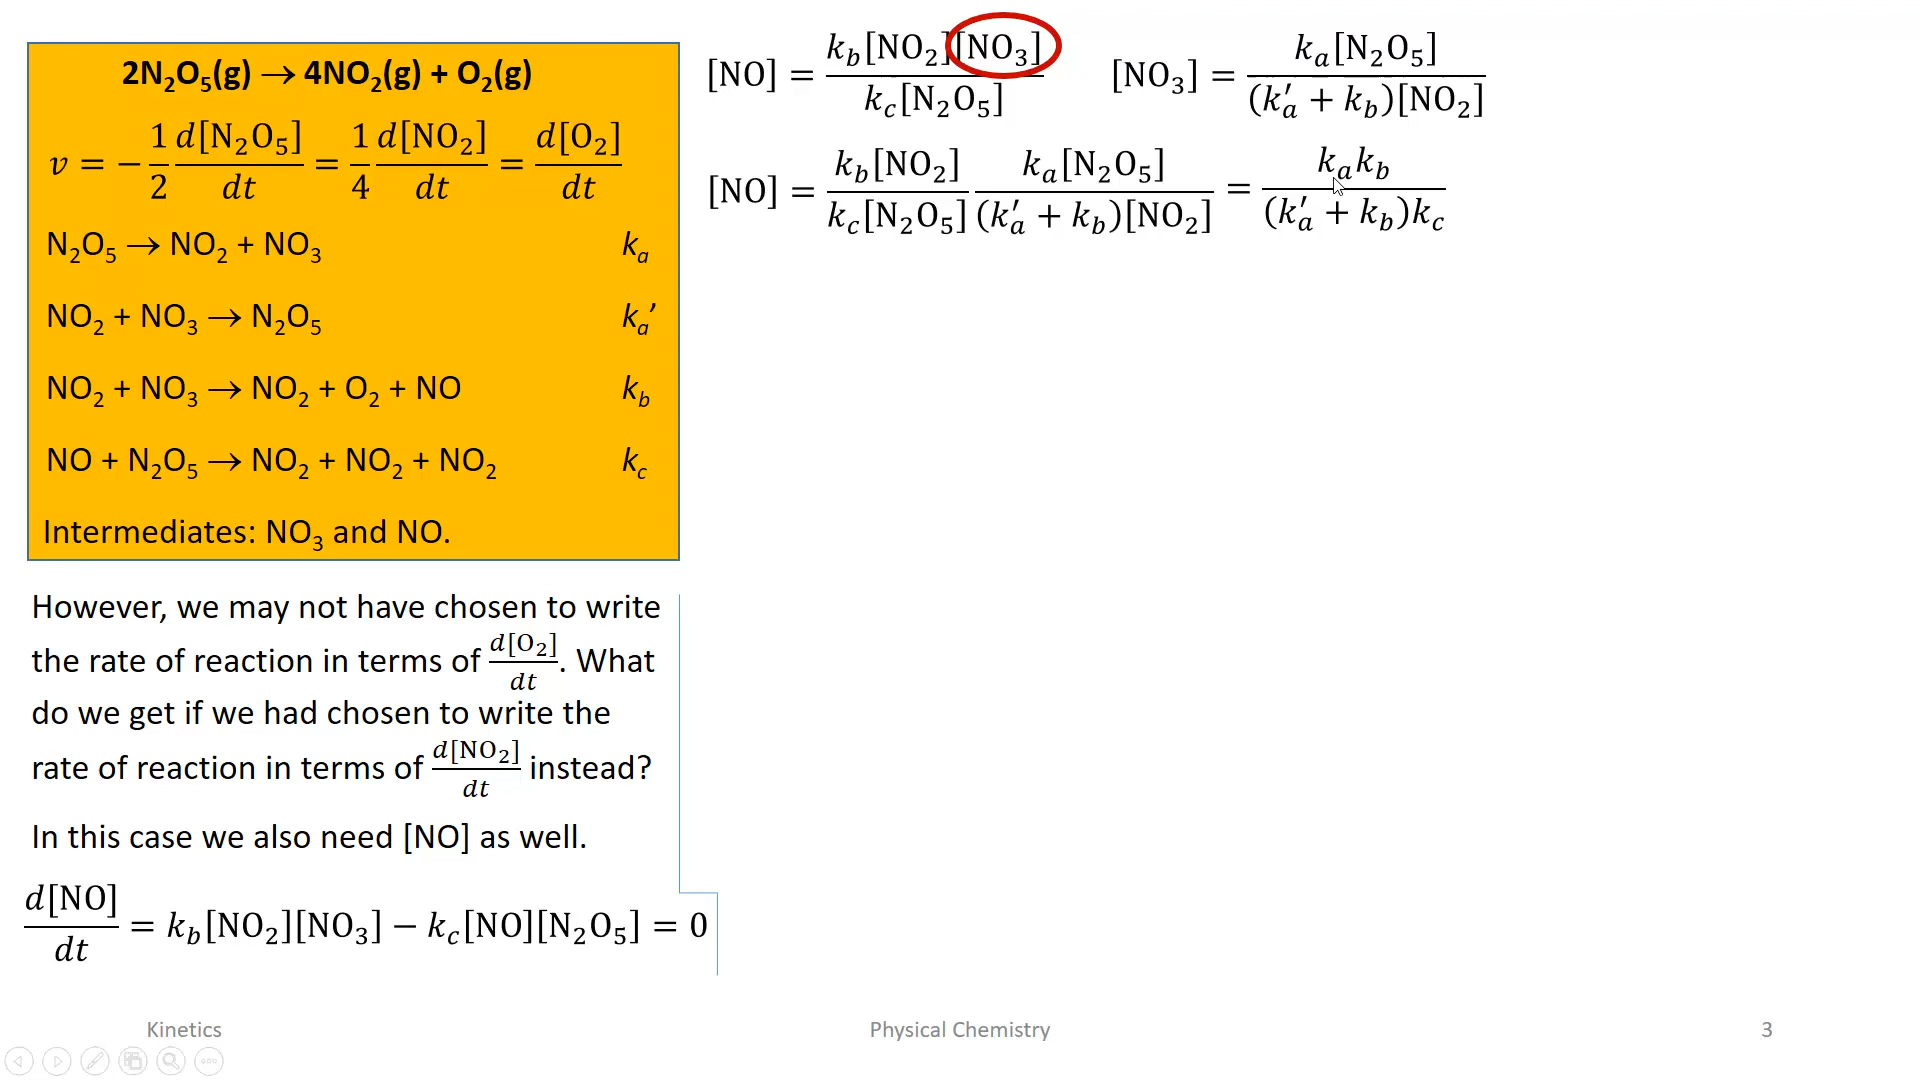 2N₂O₅(g) → 4NO₂(g) + O₂(g)
v = −(1/2) d[N₂O₅]/dt = (1/4) d[NO₂]/dt = d[O₂]/dt
N₂O₅ → NO₂ + NO₃ kₐ
NO₂ + NO₃ → N₂O₅ kₐ’
NO₂ + NO₃ → NO₂ + O₂ + NO k_b
NO + N₂O₅ → NO₂ + NO₂ + NO₂ k_c
Intermediates: NO₃ and NO.
However, we may not have chosen to write
the rate of reaction in terms of d[O₂]/dt. What
do we get if we had chosen to write the
rate of reaction in terms of d[NO₂]/dt instead?
In this case we also need [NO] as well.
d[NO]/dt = k_b[NO₂][NO₃] − k_c[NO][N₂O₅] = 0
[NO] = k_b[NO₂][NO₃] / k_c[N₂O₅] [NO₃] = kₐ[N₂O₅] / (kₐ′ + k_b)[NO₂]
[NO] = k_b[NO₂] / k_c[N₂O₅] kₐ[N₂O₅] / (kₐ′ + k_b)[NO₂] = kₐk_b / (kₐ′ + k_b)k_c
Kinetics Physical Chemistry 3